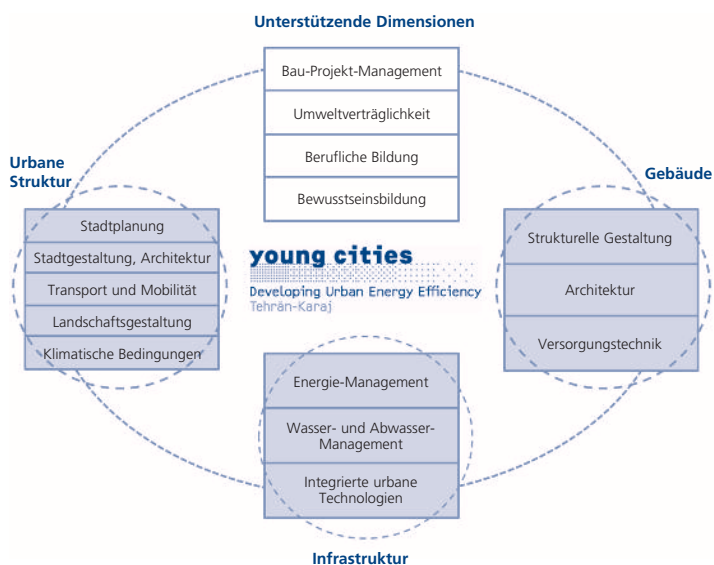 Unterstützende Dimensionen
Bau-Projekt-Management
Umweltverträglichkeit
Berufliche Bildung
Bewusstseinsbildung
Urbane
Struktur
Stadtplanung
Stadtgestaltung, Architektur
Transport und Mobilität
Landschaftsgestaltung
Klimatische Bedingungen
young cities
Developing Urban Energy Efficiency
Tehrān-Karaj
Gebäude
Strukturelle Gestaltung
Architektur
Versorgungstechnik
Energie-Management
Wasser- und Abwasser-
Management
Integrierte urbane
Technologien
Infrastruktur